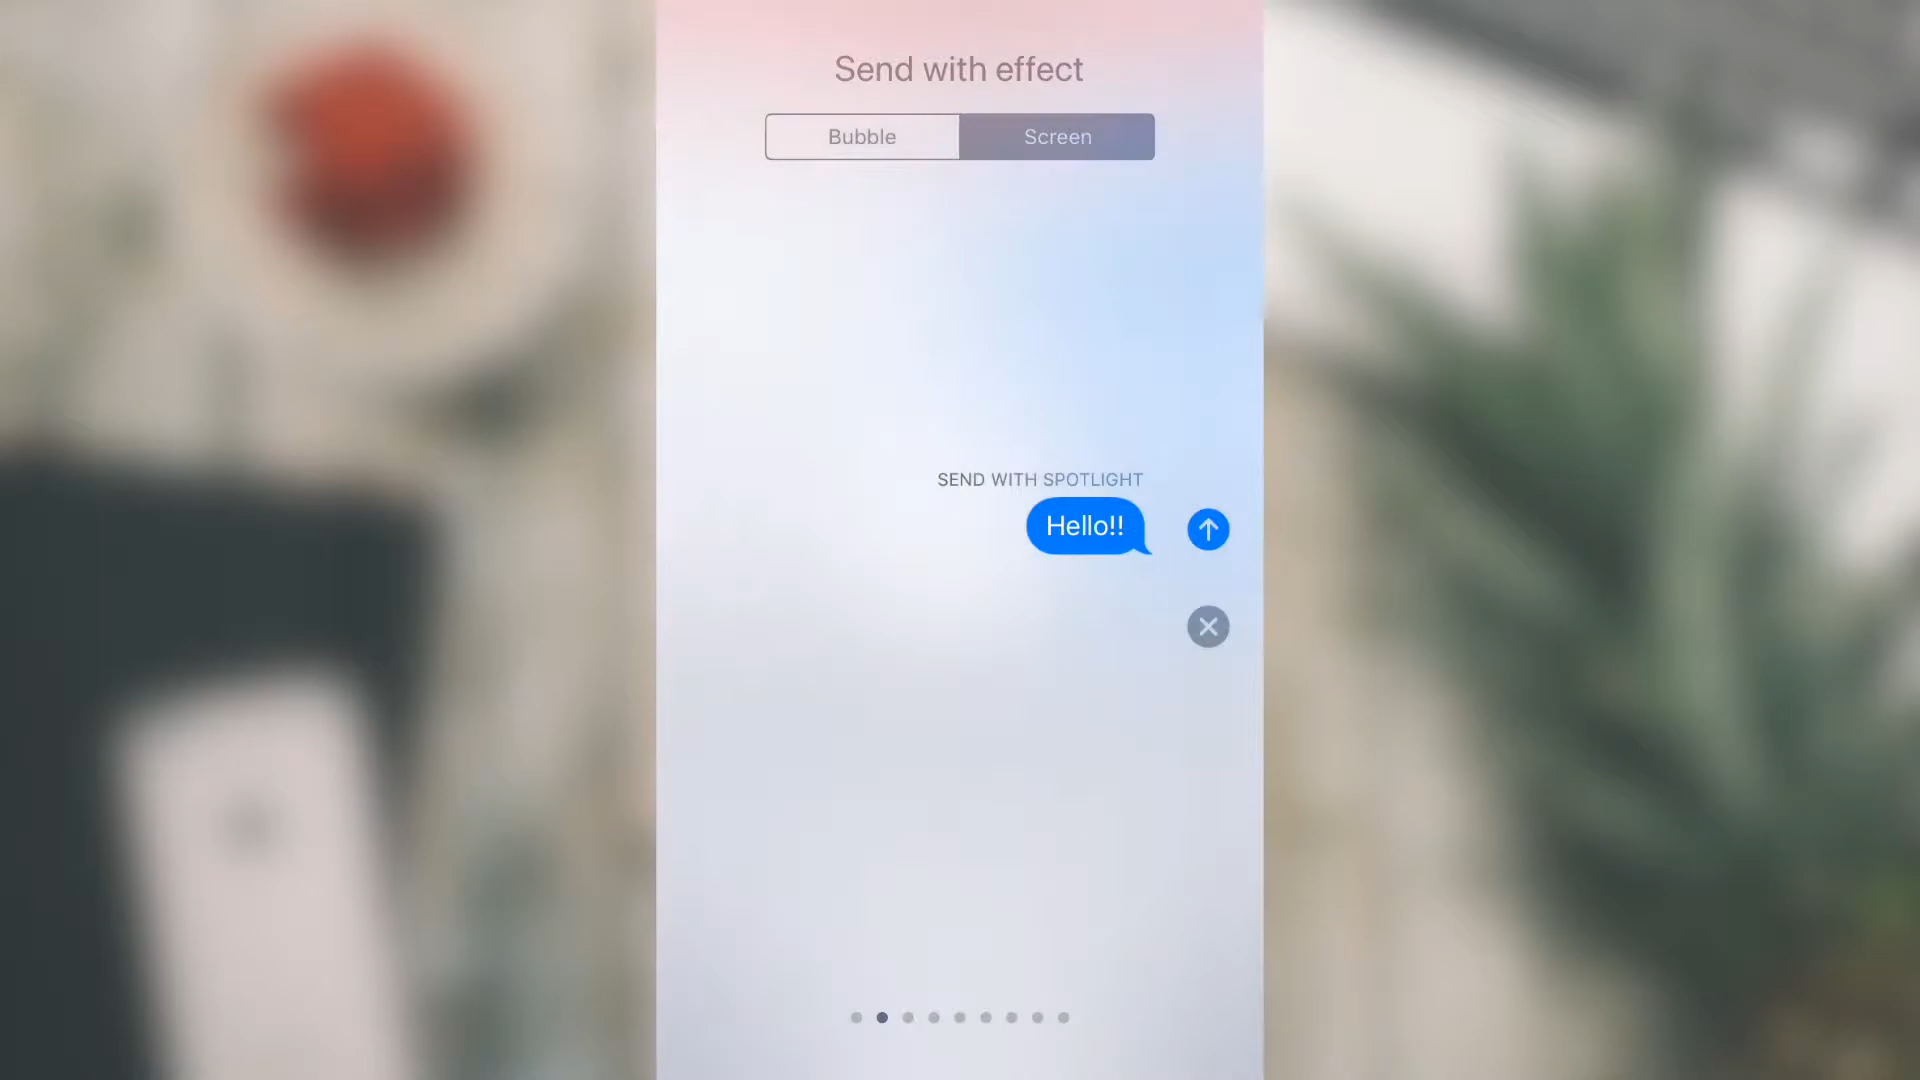 Send with effect
Bubble
Screen
SEND WITH SPOTLIGHT
Hello!!